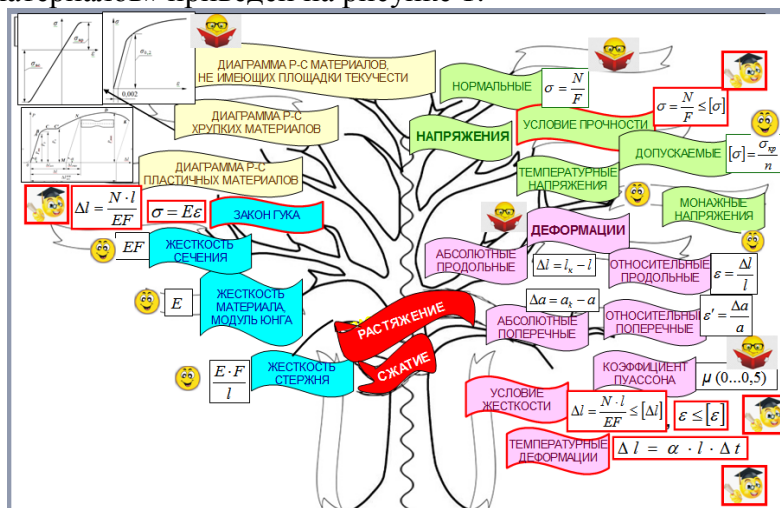 материалов» приведен на рисунке 1.
ДИАГРАММА Р-С МАТЕРИАЛОВ,
НЕ ИМЕЮЩИХ ПЛОЩАДКИ ТЕКУЧЕСТИ
0,002
ДИАГРАММА Р-С
ХРУПКИХ МАТЕРИАЛОВ
ДИАГРАММА Р-С
ПЛАСТИЧНЫХ МАТЕРИАЛОВ
Δl = N · l / EF
σ = Eε
ЗАКОН ГУКА
EF
ЖЕСТКОСТЬ
СЕЧЕНИЯ
E
ЖЕСТКОСТЬ
МАТЕРИАЛА,
МОДУЛЬ ЮНГА
E · F / l
ЖЕСТКОСТЬ
СТЕРЖНЯ
РАСТЯЖЕНИЕ
СЖАТИЕ
НАПРЯЖЕНИЯ
НОРМАЛЬНЫЕ
σ = N / F
УСЛОВИЕ ПРОЧНОСТИ
σ = N / F ≤ [σ]
ДОПУСКАЕМЫЕ
[σ] = σпр / n
ТЕМПЕРАТУРНЫЕ
НАПРЯЖЕНИЯ
МОНАЖНЫЕ
НАПРЯЖЕНИЯ
ДЕФОРМАЦИИ
АБСОЛЮТНЫЕ
ПРОДОЛЬНЫЕ
Δl = lк – l
ОТНОСИТЕЛЬНЫЕ
ПРОДОЛЬНЫЕ
ε = Δl / l
АБСОЛЮТНЫЕ
ПОПЕРЕЧНЫЕ
Δa = ak – a
ОТНОСИТЕЛЬНЫЕ
ПОПЕРЕЧНЫЕ
ε' = Δa / a
КОЭФФИЦИЕНТ
ПУАССОНА
μ (0...0,5)
УСЛОВИЕ
ЖЕСТКОСТИ
Δl = N · l / EF ≤ [Δl] , ε ≤ [ε]
ТЕМПЕРАТУРНЫЕ
ДЕФОРМАЦИИ
Δ l = α · l · Δ t